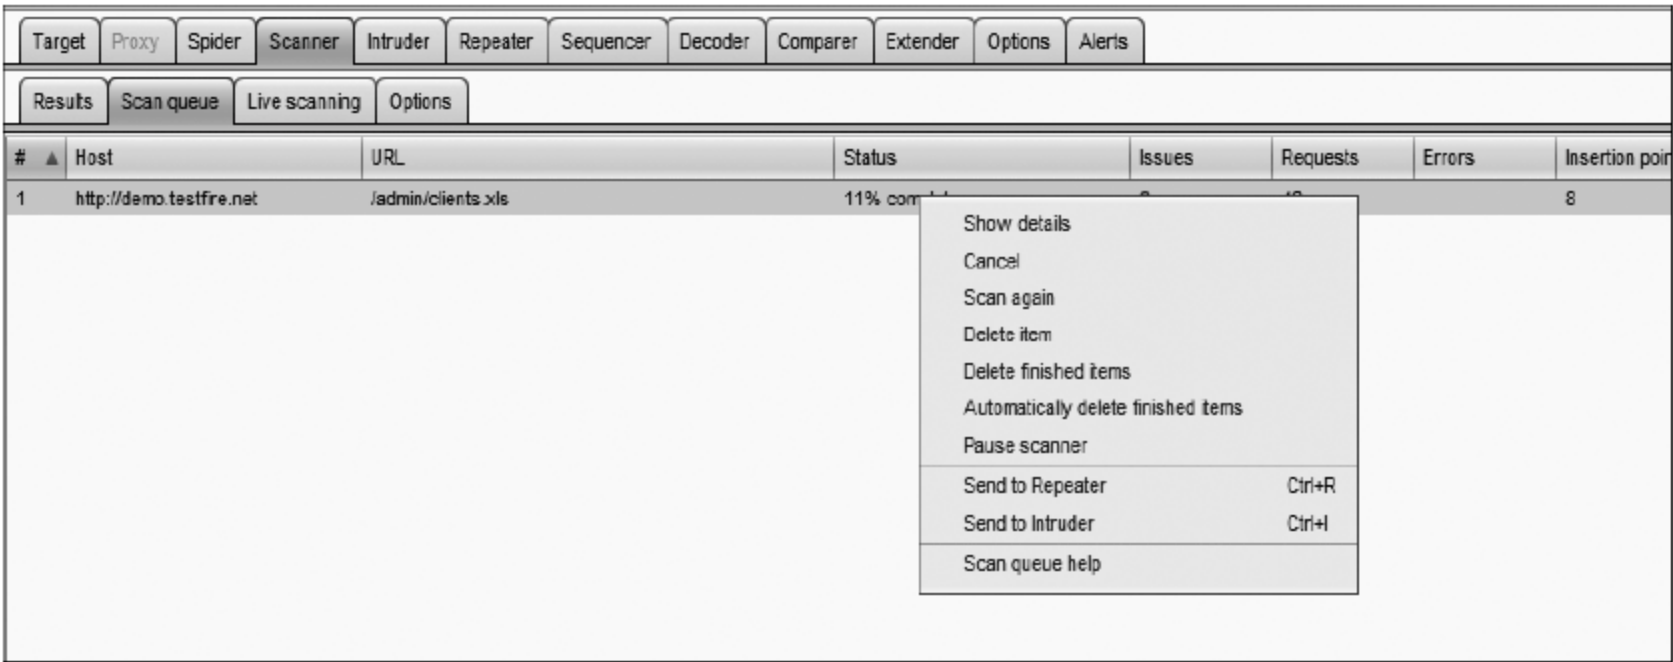 Target Proxy Spider Scanner Intruder Repeater Sequencer Decoder Comparer Extender Options Alerts
Results Scan queue Live scanning Options
# Host URL Status Issues Requests Errors Insertion poin
1 http://demo.testfire.net /admin/clients.xls 11% 8
Show details
Cancel
Scan again
Delete item
Delete finished items
Automatically delete finished items
Pause scanner
Send to Repeater Ctrl+R
Send to Intruder Ctrl+I
Scan queue help